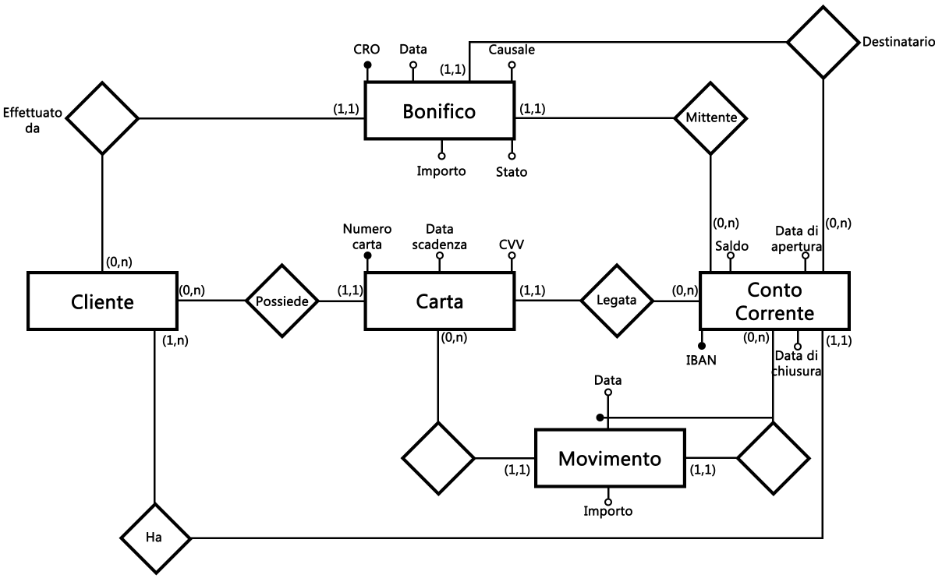 CRO
Data
Causale
Destinatario
(1,1)
Effettuato
da
(1,1)
Bonifico
(1,1)
Mittente
Importo
Stato
(0,n)
(0,n)
Numero
carta
Data
scadenza
CVV
Saldo
Data di
apertura
(0,n)
Cliente
(0,n)
Possiede
(1,1)
Carta
(1,1)
Legata
(0,n)
Conto
Corrente
(1,n)
(0,n)
IBAN
(0,n)
Data di
chiusura
(1,1)
Data
(1,1)
Movimento
(1,1)
Importo
Ha